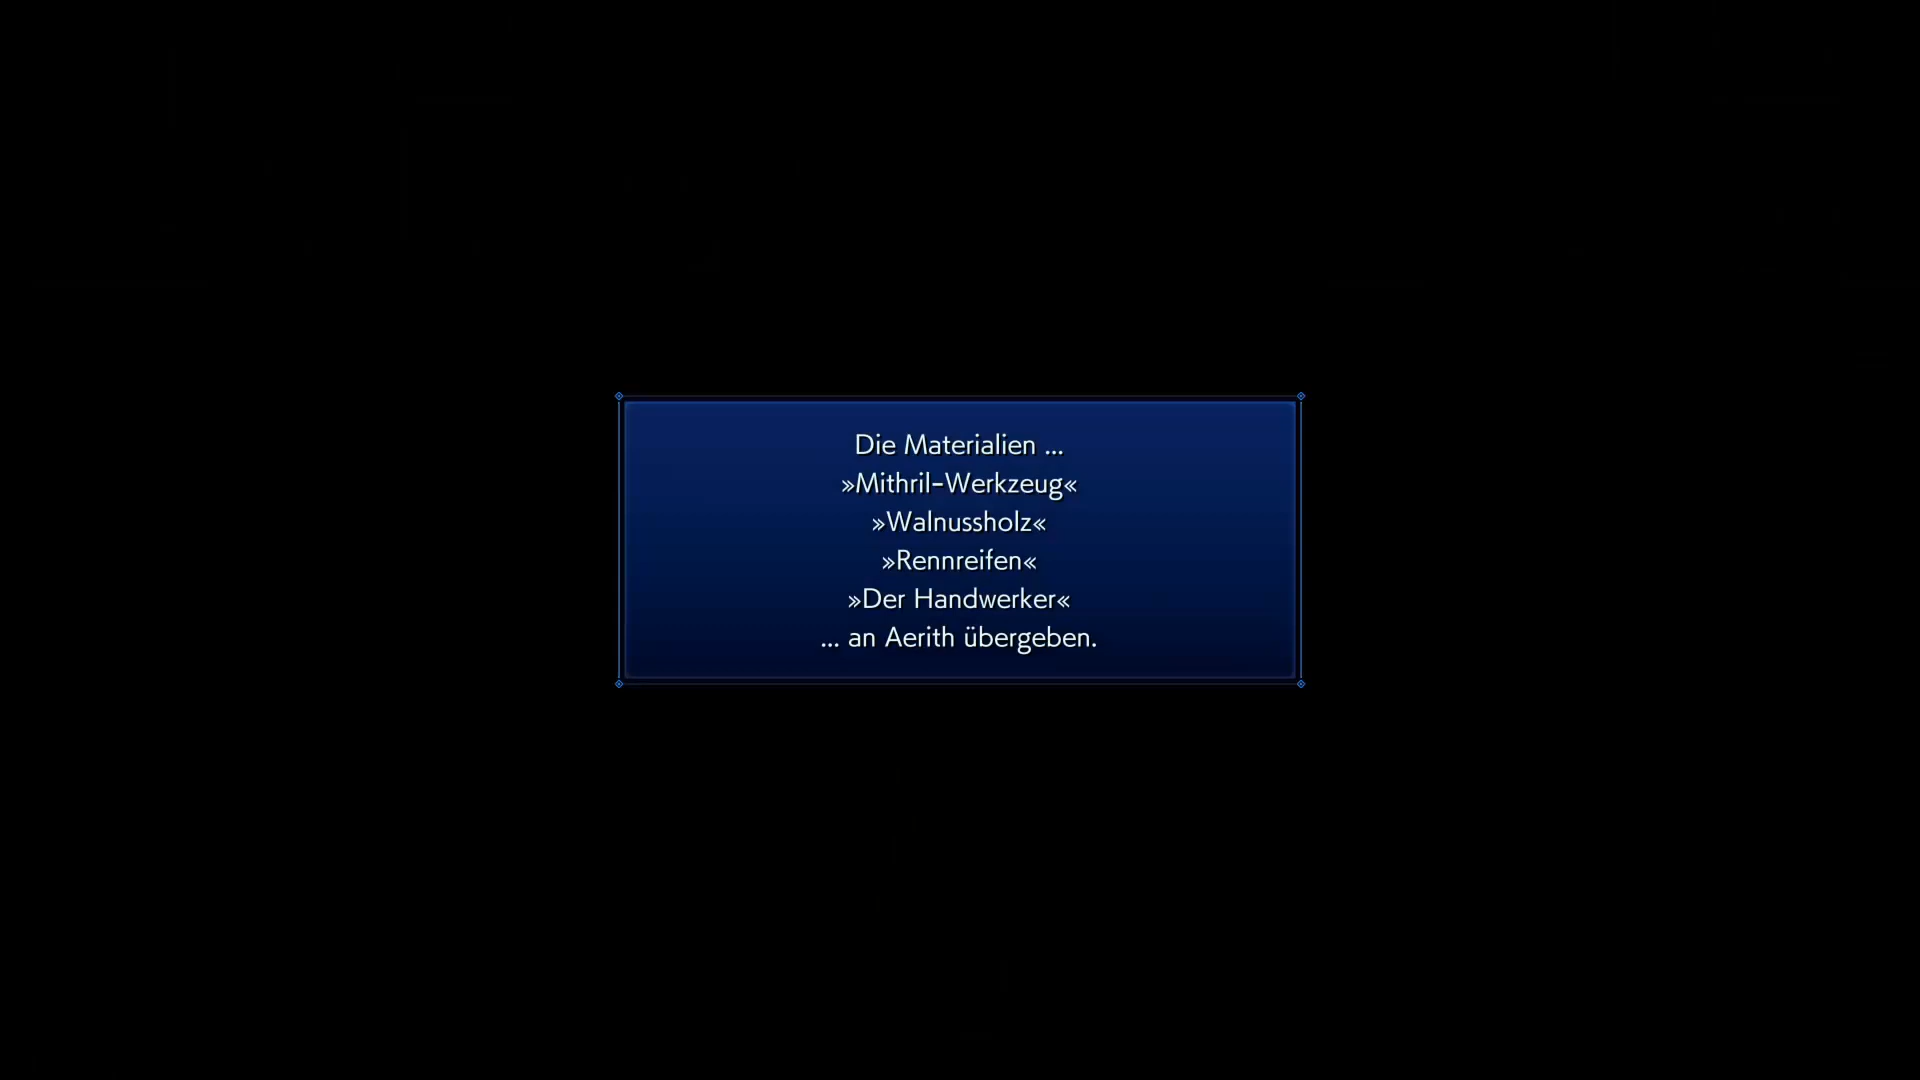 Die Materialien ...
»Mithril-Werkzeug«
»Walnussholz«
»Rennreifen«
»Der Handwerker«
... an Aerith übergeben.